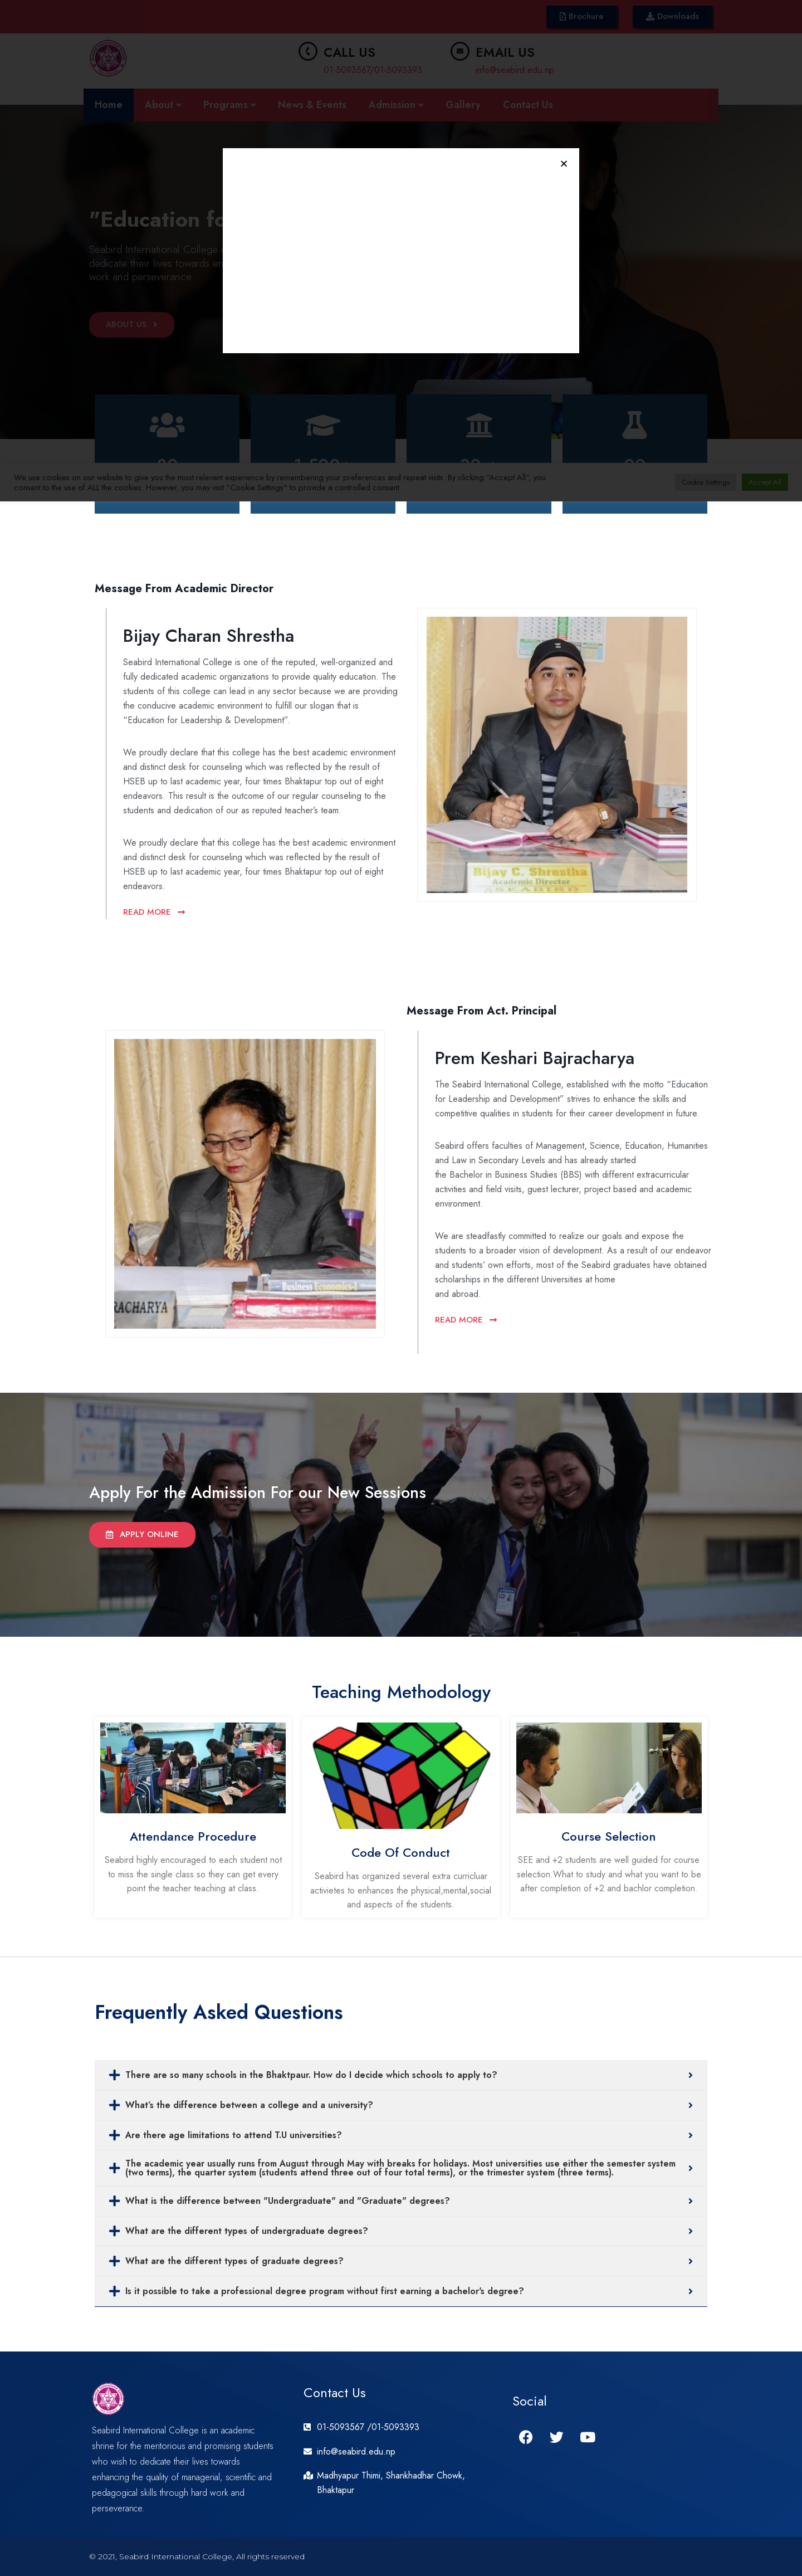 Brochure
Downloads
CALL US
01-5093567/01-5093393
EMAIL US
info@seabird.edu.np
Home
About
Programs
News & Events
Admission
Gallery
Contact Us
"Education fo
Seabird International College
dedicate their lives towards en
work and perseverance
ABOUT US
We use cookies on our website to give you the most relevant experience by remembering your preferences and repeat visits. By clicking "Accept All", you
consent to the use of ALL the cookies. However, you may visit "Cookie Settings" to provide a controlled consent.
Cookie Settings
Accept All
Message From Academic Director
Bijay Charan Shrestha
Seabird International College is one of the reputed, well-organized and
fully dedicated academic organizations to provide quality education. The
students of this college can lead in any sector because we are providing
the conducive academic environment to fulfill our slogan that is
"Education for Leadership & Development".
We proudly declare that this college has the best academic environment
and distinct desk for counseling which was reflected by the result of
HSEB up to last academic year, four times Bhaktapur top out of eight
endeavors. This result is the outcome of our regular counseling to the
students and dedication of our as reputed teacher's team.
We proudly declare that this college has the best academic environment
and distinct desk for counseling which was reflected by the result of
HSEB up to last academic year, four times Bhaktapur top out of eight
endeavors.
READ MORE
Bijay C. Shrestha
Academic Director
SEABIRD
Message From Act. Principal
Prem Keshari Bajracharya
The Seabird International College, established with the motto "Education
for Leadership and Development" strives to enhance the skills and
competitive qualities in students for their career development in future.
Seabird offers faculties of Management, Science, Education, Humanities
and Law in Secondary Levels and has already started
the Bachelor in Business Studies (BBS) with different extracurricular
activities and field visits, guest lecturer, project based and academic
environment.
We are steadfastly committed to realize our goals and expose the
students to a broader vision of development. As a result of our endeavor
and students' own efforts, most of the Seabird graduates have obtained
scholarships in the different Universities at home
and abroad.
READ MORE
RACHARYA
Business Economics-I
Apply For the Admission For our New Sessions
APPLY ONLINE
Teaching Methodology
Attendance Procedure
Seabird highly encouraged to each student not
to miss the single class so they can get every
point the teacher teaching at class.
Code Of Conduct
Seabird has organized several extra curricluar
activietes to enhances the physical,mental,social
and aspects of the students.
Course Selection
SEE and +2 students are well guided for course
selection.What to study and what you want to be
after completion of +2 and bachlor completion.
Frequently Asked Questions
There are so many schools in the Bhaktpaur. How do I decide which schools to apply to?
What's the difference between a college and a university?
Are there age limitations to attend T.U universities?
The academic year usually runs from August through May with breaks for holidays. Most universities use either the semester system
(two terms), the quarter system (students attend three out of four total terms), or the trimester system (three terms).
What is the difference between "Undergraduate" and "Graduate" degrees?
What are the different types of undergraduate degrees?
What are the different types of graduate degrees?
Is it possible to take a professional degree program without first earning a bachelor's degree?
Seabird International College is an academic
shrine for the meritorious and promising students
who wish to dedicate their lives towards
enhancing the quality of managerial, scientific and
pedagogical skills through hard work and
perseverance.
Contact Us
01-5093567 /01-5093393
info@seabird.edu.np
Madhyapur Thimi, Shankhadhar Chowk,
Bhaktapur
Social
© 2021, Seabird International College, All rights reserved